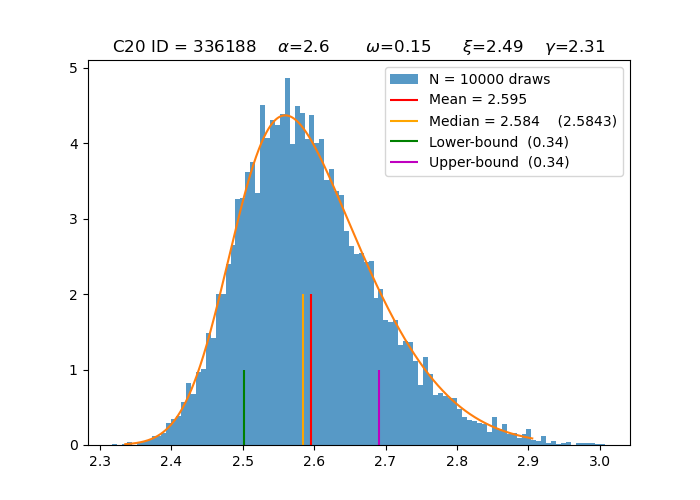 C20 ID = 336188 α=2.6 ω=0.15 ξ=2.49 γ=2.31
N = 10000 draws
Mean = 2.595
Median = 2.584 (2.5843)
Lower-bound (0.34)
Upper-bound (0.34)
5
4
3
2
1
0
2.3 2.4 2.5 2.6 2.7 2.8 2.9 3.0